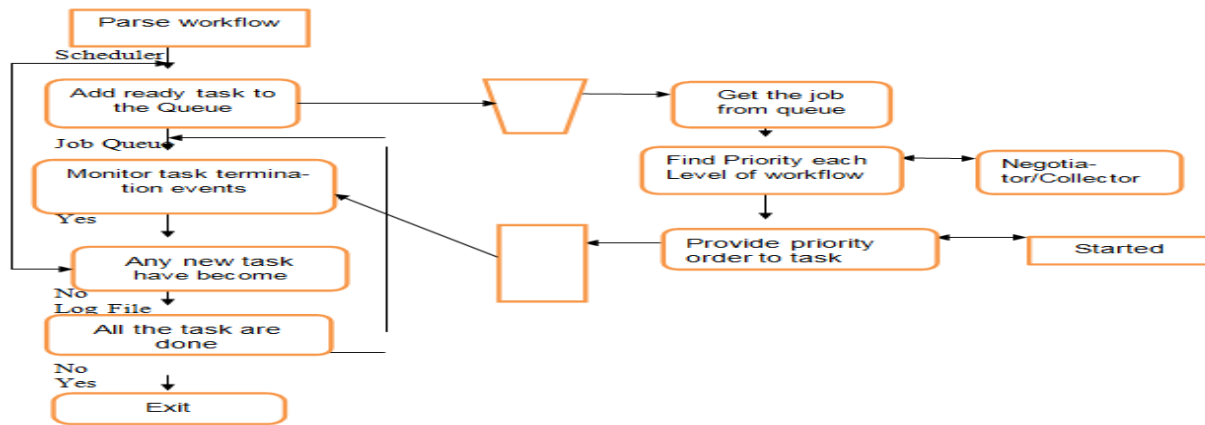 Parse workflow
Scheduler
Add ready task to
the Queue
Job Queue
Monitor task termina-
tion events
Yes
Any new task
have become
No
Log File
All the task are
done
No
Yes
Exit
Get the job
from queue
Find Priority each
Level of workflow
Negotia-
tor/Collector
Provide priority
order to task
Started